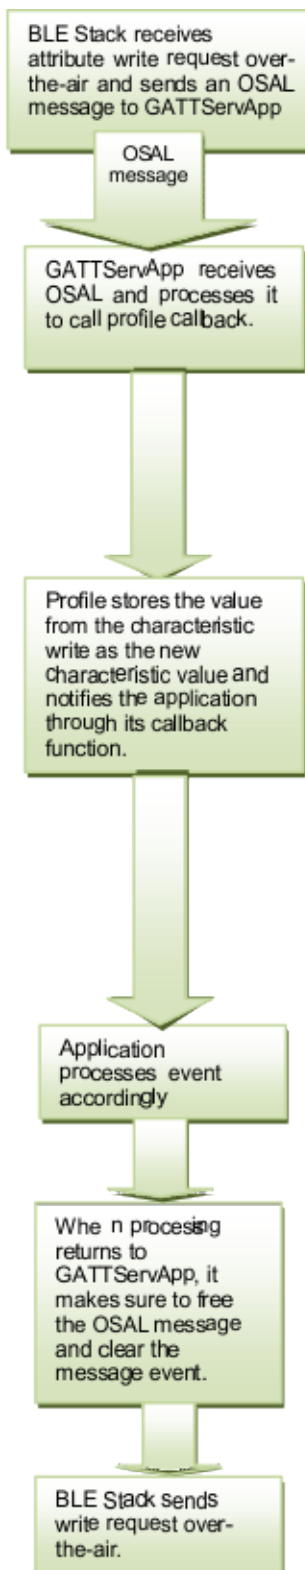 BLE Stack receives
attribute write request over-
the-air and sends an OSAL
message to GATTServApp
OSAL
message
GATTServApp receives
OSAL and processes it
to call profile callback.
Profile stores the value
from the characteristic
write as the new
characteristic value and
notifies the application
through its callback
function.
Application
processes event
accordingly
Whe n processing
returns to
GATTServApp, it
makes sure to free
the OSAL message
and clear the
message event.
BLE Stack sends
write request over-
the-air.